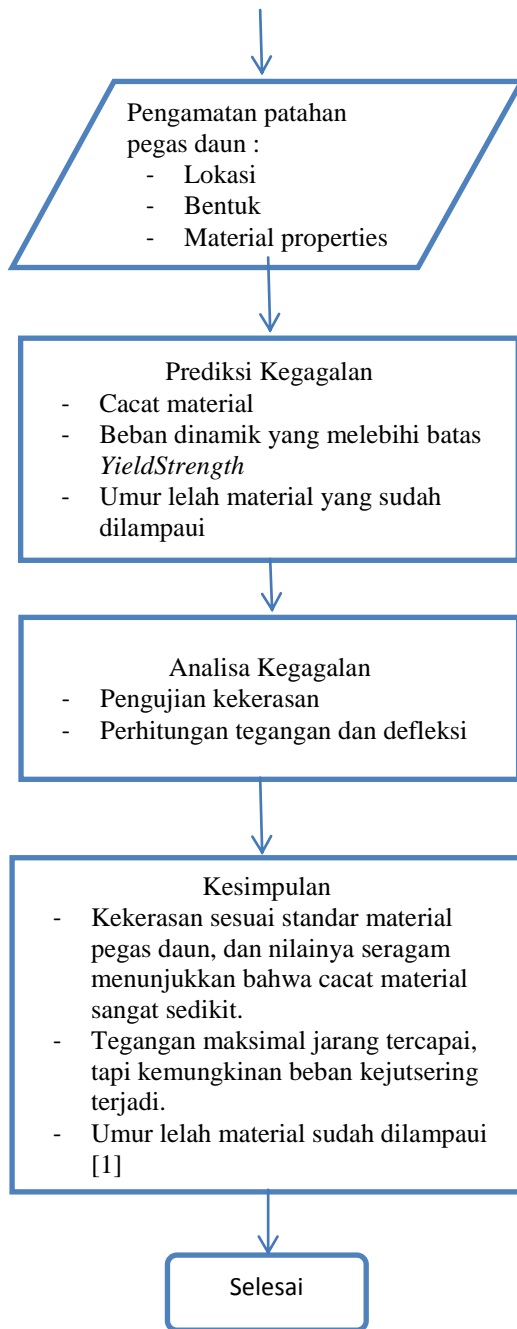 Pengamatan patahan
pegas daun :
- Lokasi
- Bentuk
- Material properties
Prediksi Kegagalan
- Cacat material
- Beban dinamik yang melebihi batas
YieldStrength
- Umur lelah material yang sudah
dilampaui
Analisa Kegagalan
- Pengujian kekerasan
- Perhitungan tegangan dan defleksi
Kesimpulan
- Kekerasan sesuai standar material
pegas daun, dan nilainya seragam
menunjukkan bahwa cacat material
sangat sedikit.
- Tegangan maksimal jarang tercapai,
tapi kemungkinan beban kejutsering
terjadi.
- Umur lelah material sudah dilampaui
[1]
Selesai